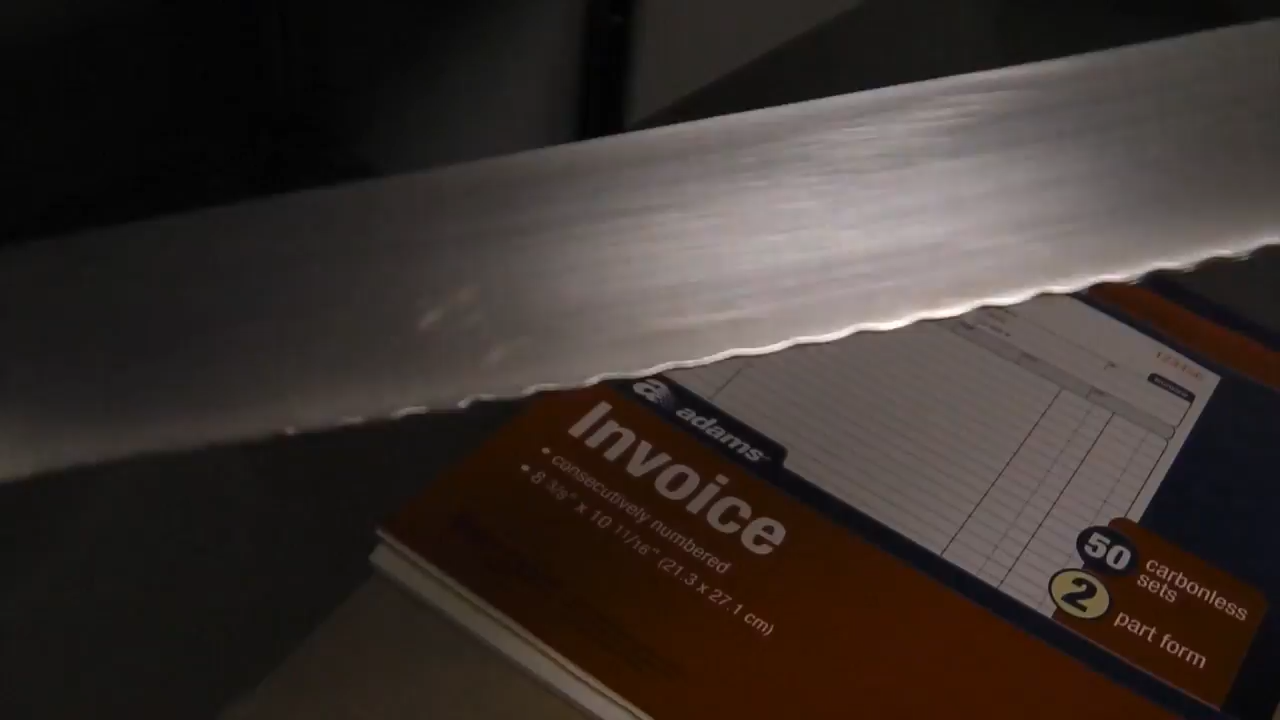 adams
Invoice
• consecutively numbered
• 8 3/8" x 10 11/16" (21.3 x 27.1 cm)
50 carbonless
sets
2 part form